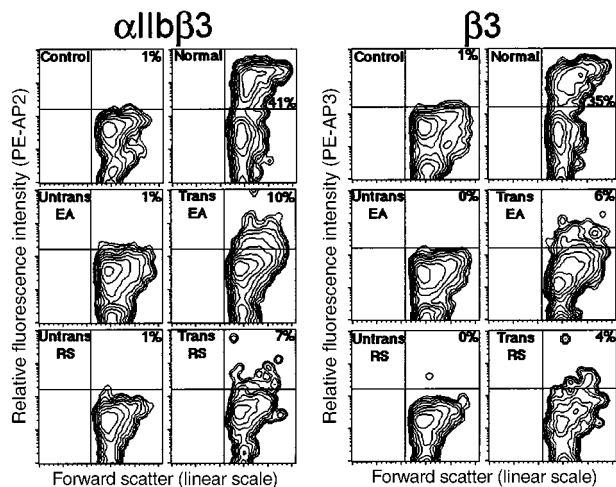 αIIbβ3
β3
Relative fluorescence intensity (PE-AP2)
Control 1%
Normal
41%
Untrans 1%
EA
Trans 10%
EA
Untrans 1%
RS
Trans 7%
RS
Forward scatter (linear scale)
Relative fluorescence intensity (PE-AP3)
Control 1%
Normal
35%
Untrans 0%
EA
Trans 6%
EA
Untrans 0%
RS
Trans 4%
RS
Forward scatter (linear scale)